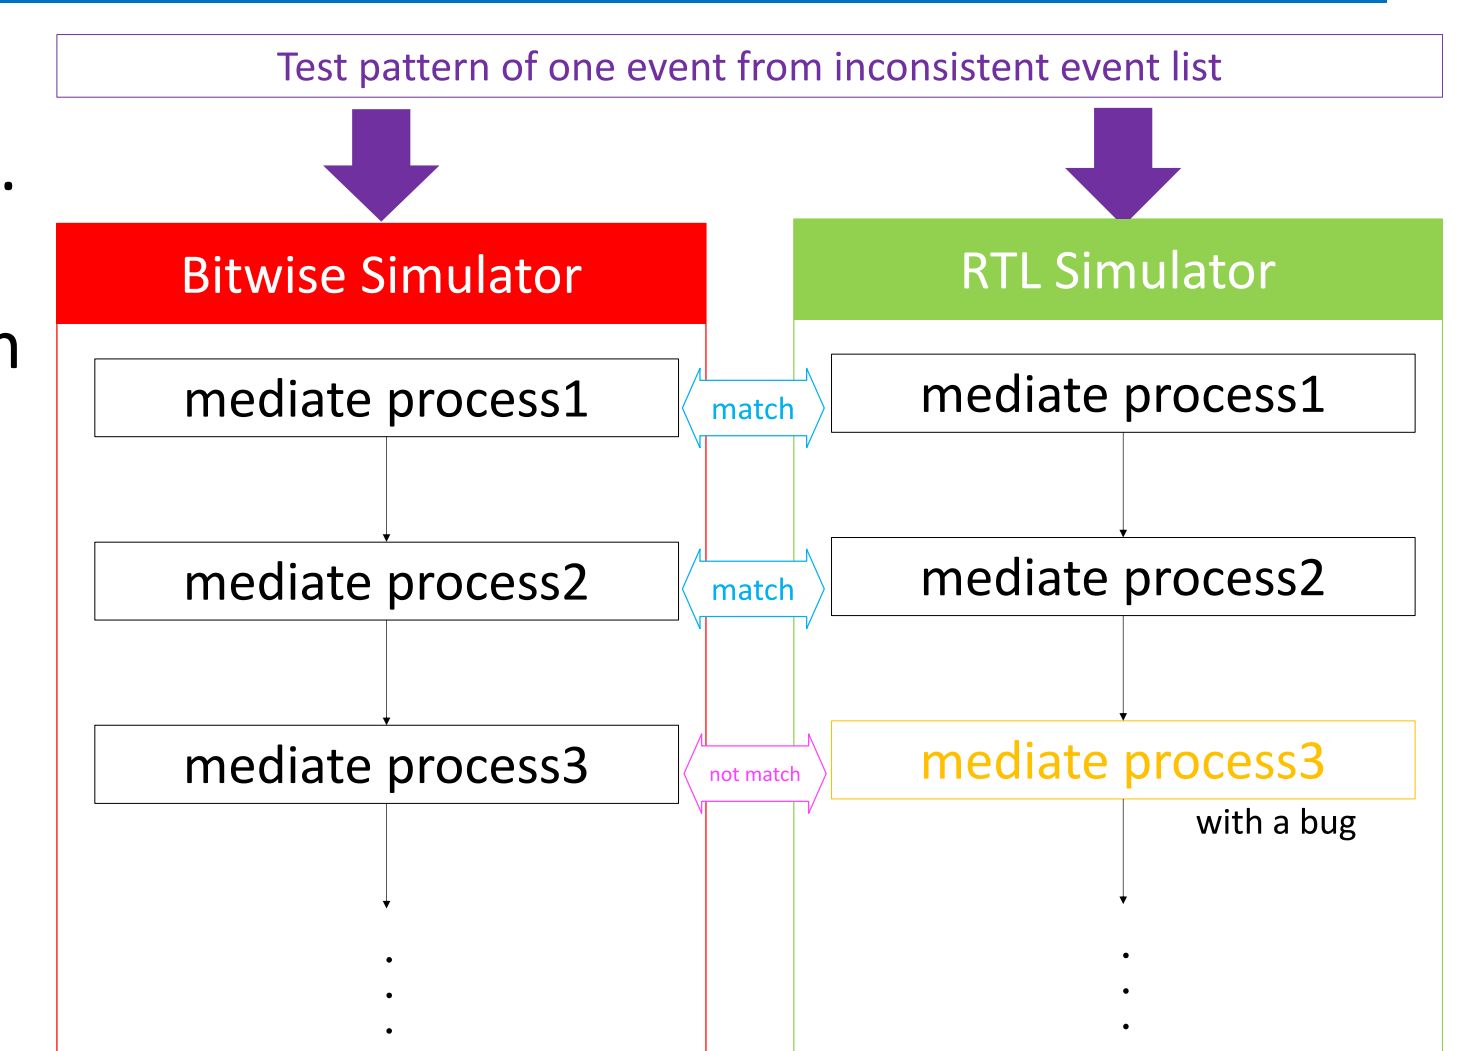 Test pattern of one event from inconsistent event list
.
n
Bitwise Simulator
RTL Simulator
mediate process1
match
mediate process1
mediate process2
match
mediate process2
mediate process3
not match
mediate process3
with a bug
.
.
.
.
.
.